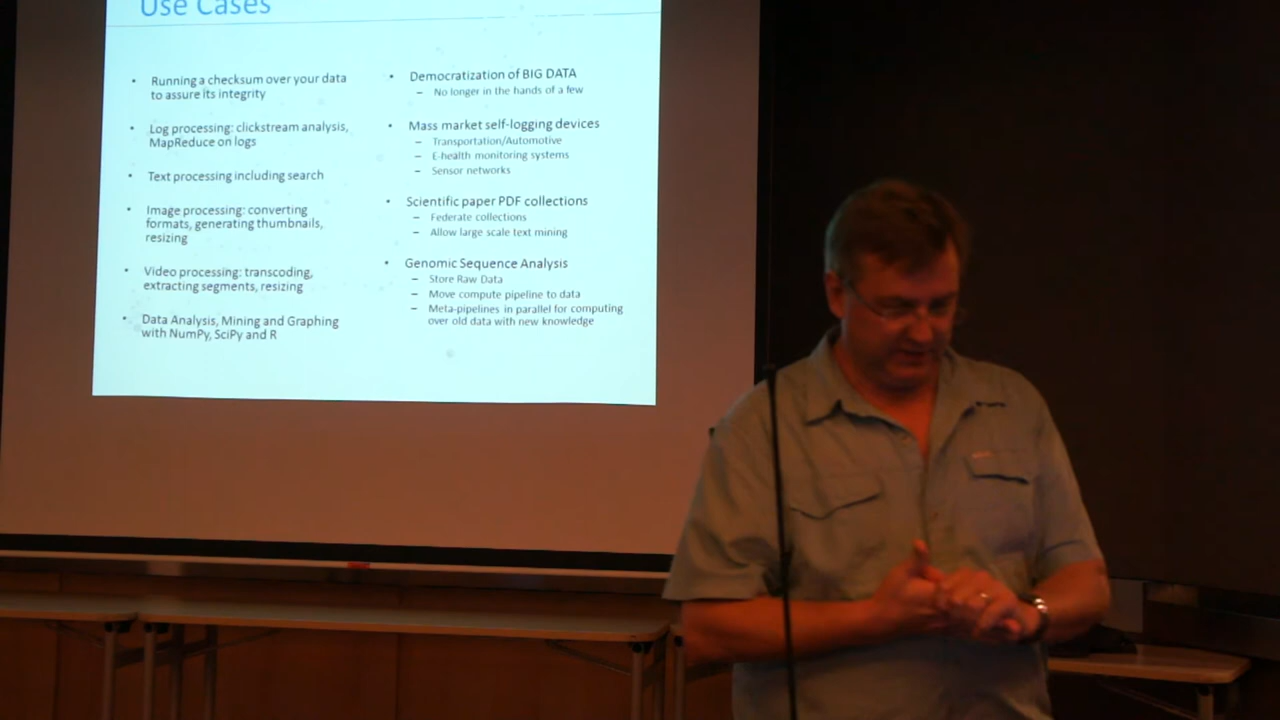 Use Cases
• Running a checksum over your data
to assure its integrity
• Log processing: clickstream analysis,
MapReduce on logs
• Text processing including search
• Image processing: converting
formats, generating thumbnails,
resizing
• Video processing: transcoding,
extracting segments, resizing
• Data Analysis, Mining and Graphing
with NumPy, SciPy and R
• Democratization of BIG DATA
– No longer in the hands of a few
• Mass market self-logging devices
– Transportation/Automotive
– E-health monitoring systems
– Sensor networks
• Scientific paper PDF collections
– Federate collections
– Allow large scale text mining
• Genomic Sequence Analysis
– Store Raw Data
– Move compute pipeline to data
– Meta-pipelines in parallel for computing
over old data with new knowledge